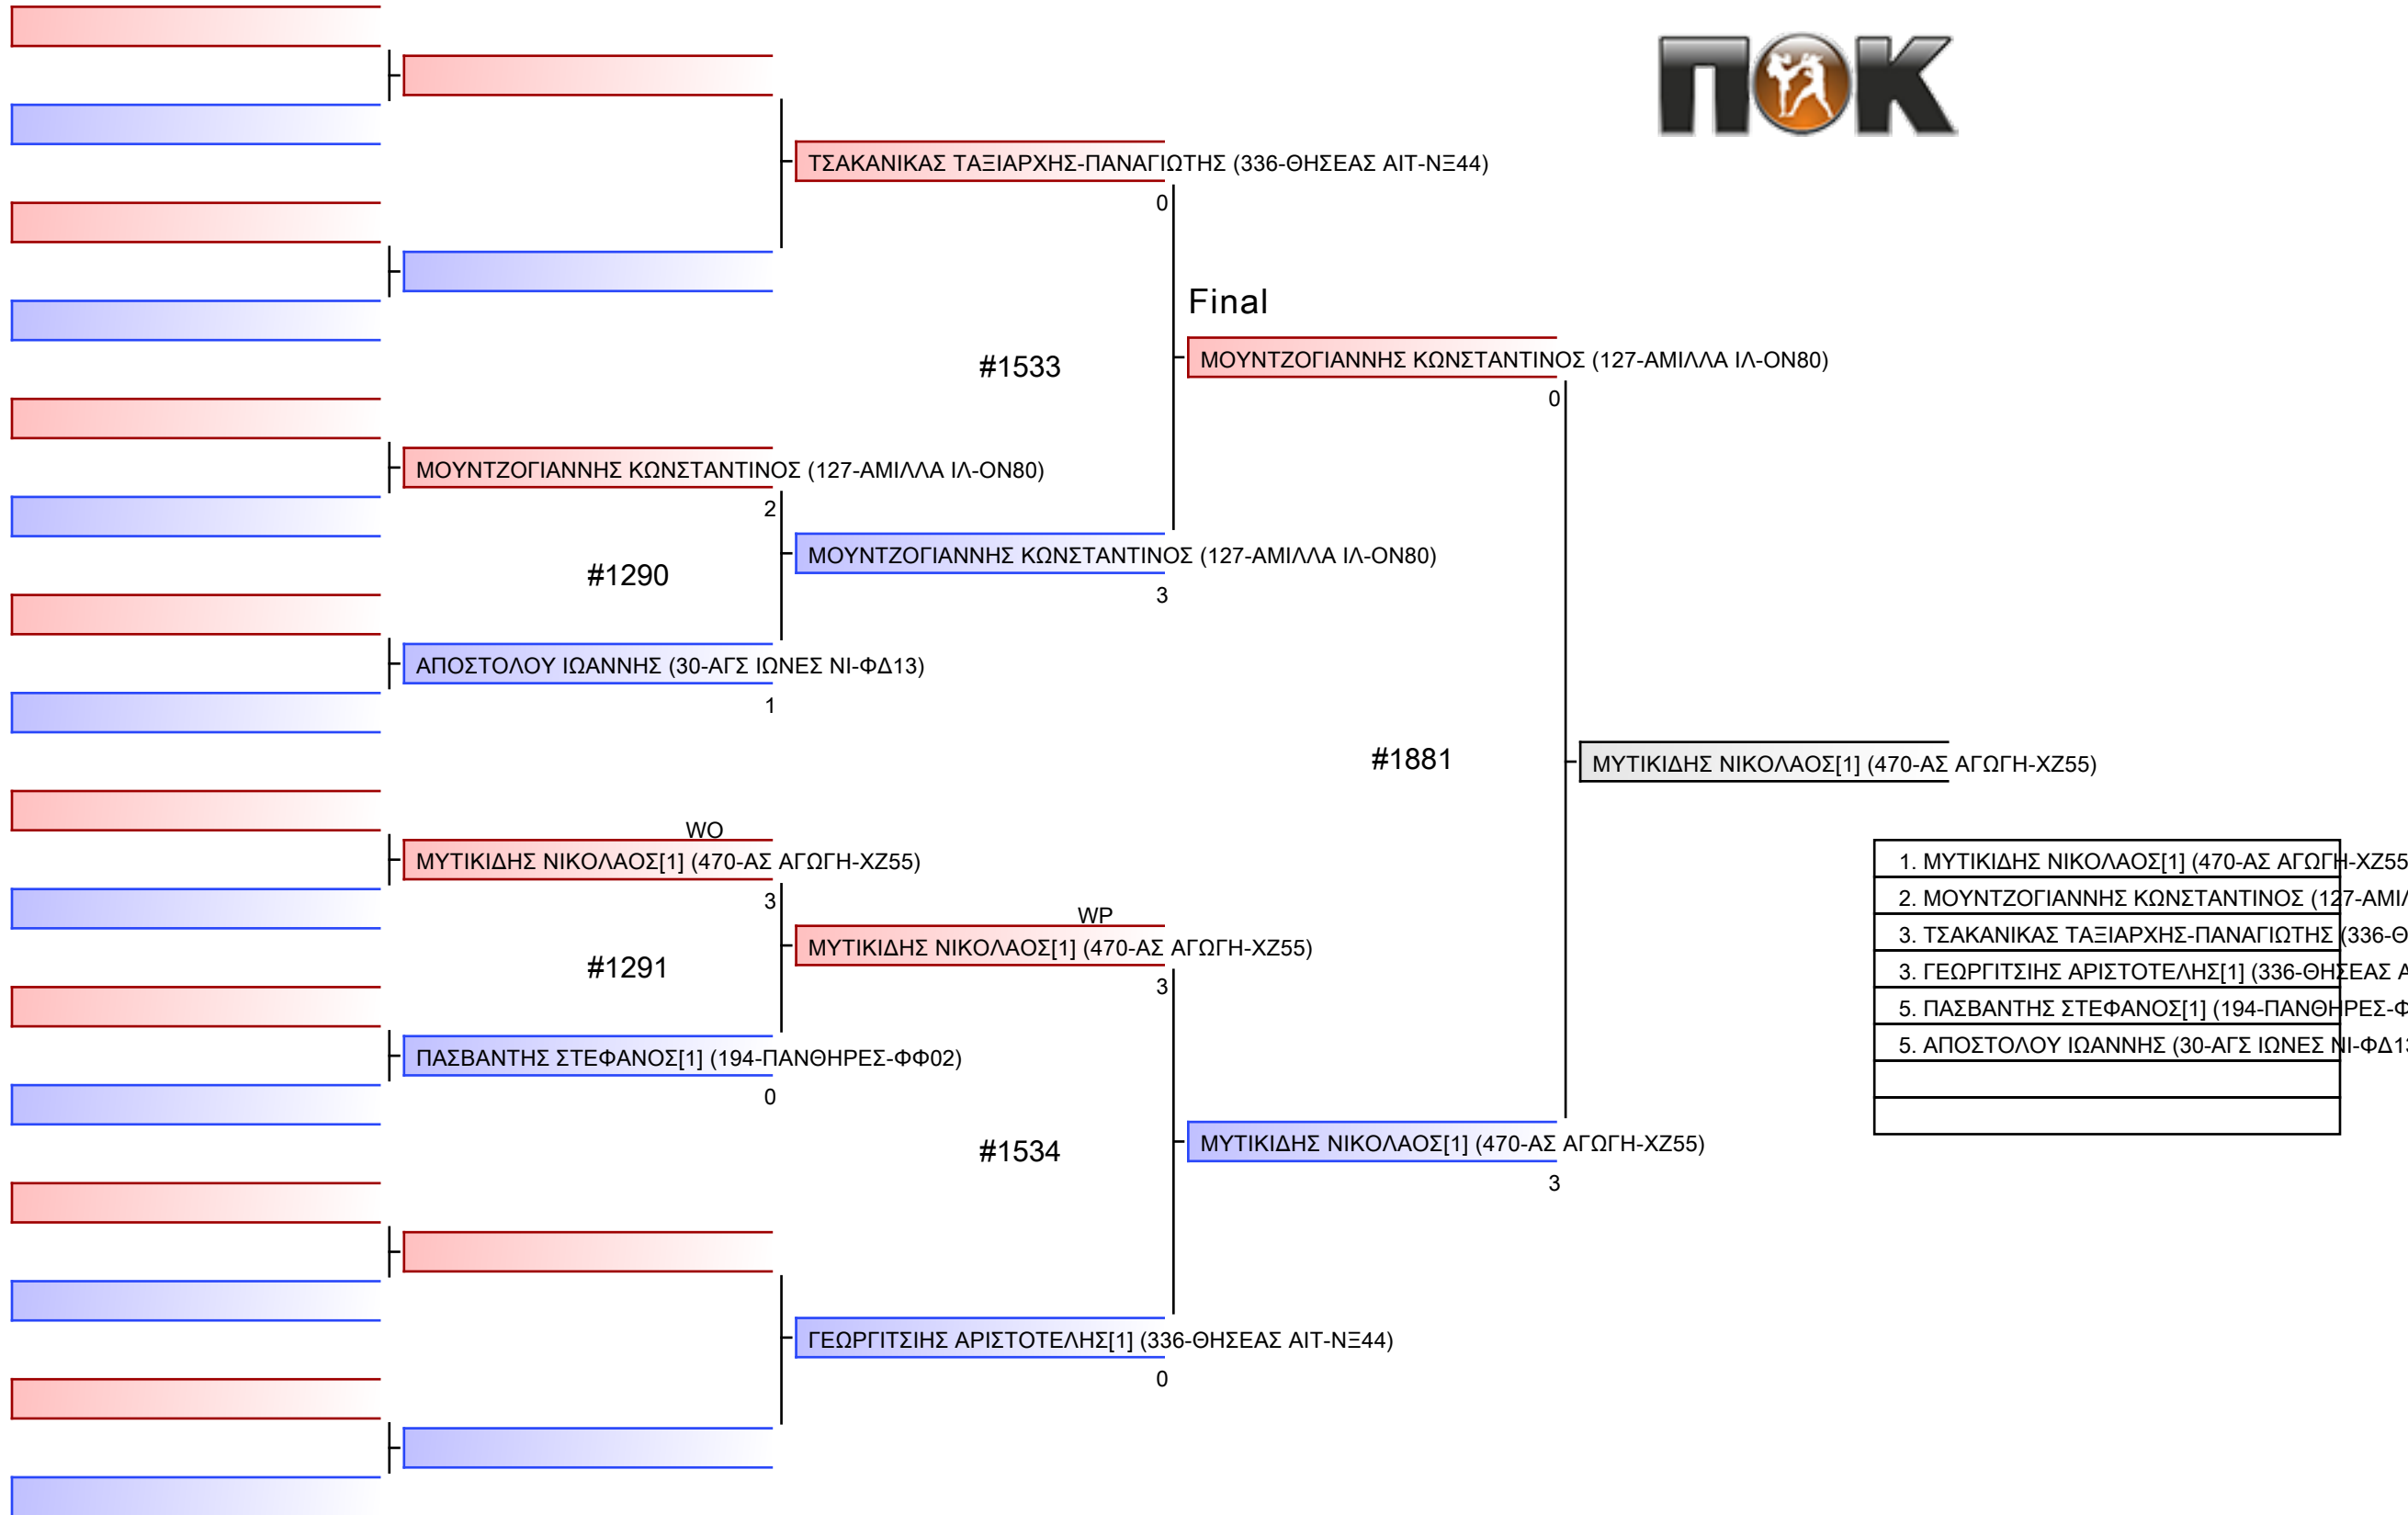 ΠΟΚ
ΤΣΑΚΑΝΙΚΑΣ ΤΑΞΙΑΡΧΗΣ-ΠΑΝΑΓΙΩΤΗΣ (336-ΘΗΣΕΑΣ ΑΙΤ-ΝΞ44)
0
Final
#1533
ΜΟΥΝΤΖΟΓΙΑΝΝΗΣ ΚΩΝΣΤΑΝΤΙΝΟΣ (127-ΑΜΙΛΛΑ ΙΛ-ΟΝ80)
0
ΜΟΥΝΤΖΟΓΙΑΝΝΗΣ ΚΩΝΣΤΑΝΤΙΝΟΣ (127-ΑΜΙΛΛΑ ΙΛ-ΟΝ80)
2
#1290
ΜΟΥΝΤΖΟΓΙΑΝΝΗΣ ΚΩΝΣΤΑΝΤΙΝΟΣ (127-ΑΜΙΛΛΑ ΙΛ-ΟΝ80)
3
ΑΠΟΣΤΟΛΟΥ ΙΩΑΝΝΗΣ (30-ΑΓΣ ΙΩΝΕΣ ΝΙ-ΦΔ13)
1
#1881
ΜΥΤΙΚΙΔΗΣ ΝΙΚΟΛΑΟΣ[1] (470-ΑΣ ΑΓΩΓΗ-ΧΖ55)
WO
ΜΥΤΙΚΙΔΗΣ ΝΙΚΟΛΑΟΣ[1] (470-ΑΣ ΑΓΩΓΗ-ΧΖ55)
3
WP
#1291
ΜΥΤΙΚΙΔΗΣ ΝΙΚΟΛΑΟΣ[1] (470-ΑΣ ΑΓΩΓΗ-ΧΖ55)
3
ΠΑΣΒΑΝΤΗΣ ΣΤΕΦΑΝΟΣ[1] (194-ΠΑΝΘΗΡΕΣ-ΦΦ02)
0
#1534
ΜΥΤΙΚΙΔΗΣ ΝΙΚΟΛΑΟΣ[1] (470-ΑΣ ΑΓΩΓΗ-ΧΖ55)
3
ΓΕΩΡΓΙΤΣΙΗΣ ΑΡΙΣΤΟΤΕΛΗΣ[1] (336-ΘΗΣΕΑΣ ΑΙΤ-ΝΞ44)
0
1. ΜΥΤΙΚΙΔΗΣ ΝΙΚΟΛΑΟΣ[1] (470-ΑΣ ΑΓΩΓΗ-ΧΖ55
2. ΜΟΥΝΤΖΟΓΙΑΝΝΗΣ ΚΩΝΣΤΑΝΤΙΝΟΣ (127-ΑΜΙΛ
3. ΤΣΑΚΑΝΙΚΑΣ ΤΑΞΙΑΡΧΗΣ-ΠΑΝΑΓΙΩΤΗΣ (336-Θ
3. ΓΕΩΡΓΙΤΣΙΗΣ ΑΡΙΣΤΟΤΕΛΗΣ[1] (336-ΘΗΣΕΑΣ Α
5. ΠΑΣΒΑΝΤΗΣ ΣΤΕΦΑΝΟΣ[1] (194-ΠΑΝΘΗΡΕΣ-Φ
5. ΑΠΟΣΤΟΛΟΥ ΙΩΑΝΝΗΣ (30-ΑΓΣ ΙΩΝΕΣ ΝΙ-ΦΔ13